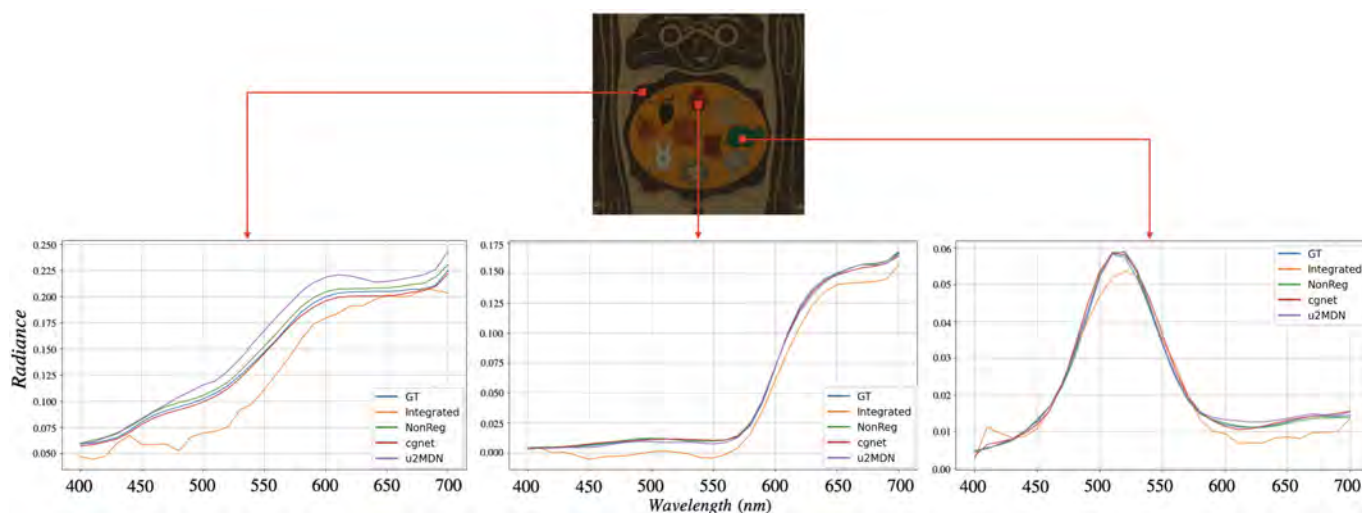 0.250
0.225
0.200
0.175
0.150
0.125
0.100
0.075
0.050
Radiance
GT
Integrated
NonReg
cgnet
u2MDN
400 450 500 550 600 650 700
0.175
0.150
0.125
0.100
0.075
0.050
0.025
0.000
GT
Integrated
NonReg
cgnet
u2MDN
400 450 500 550 600 650 700
Wavelength (nm)
0.06
0.05
0.04
0.03
0.02
0.01
0.00
GT
Integrated
NonReg
cgnet
u2MDN
400 450 500 550 600 650 700